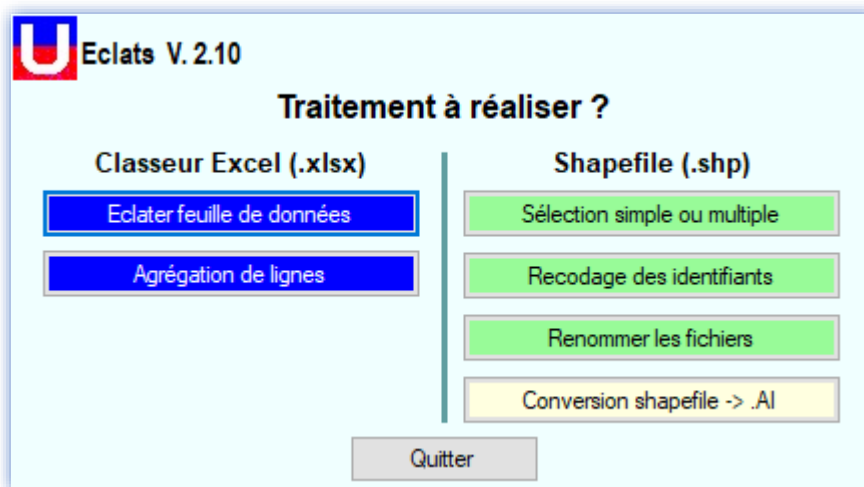 U
Eclats V. 2.10
Traitement à réaliser ?
Classeur Excel (.xlsx)
Eclater feuille de données
Agrégation de lignes
Shapefile (.shp)
Sélection simple ou multiple
Recodage des identifiants
Renommer les fichiers
Conversion shapefile -> .AI
Quitter